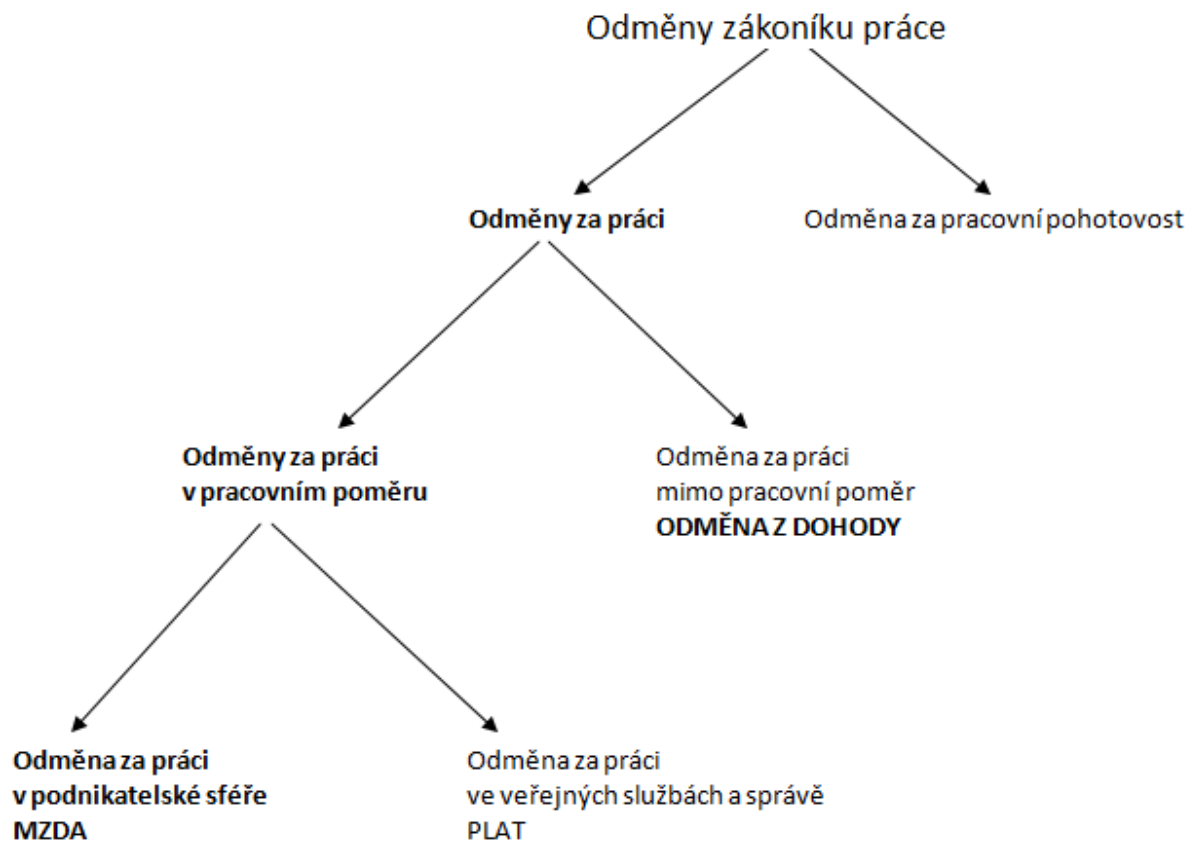 Odměny zákoníku práce
Odměny za práci
Odměna za pracovní pohotovost
Odměny za práci
v pracovním poměru
Odměna za práci
mimo pracovní poměr
ODMĚNA Z DOHODY
Odměna za práci
v podnikatelské sféře
MZDA
Odměna za práci
ve veřejných službách a správě
PLAT